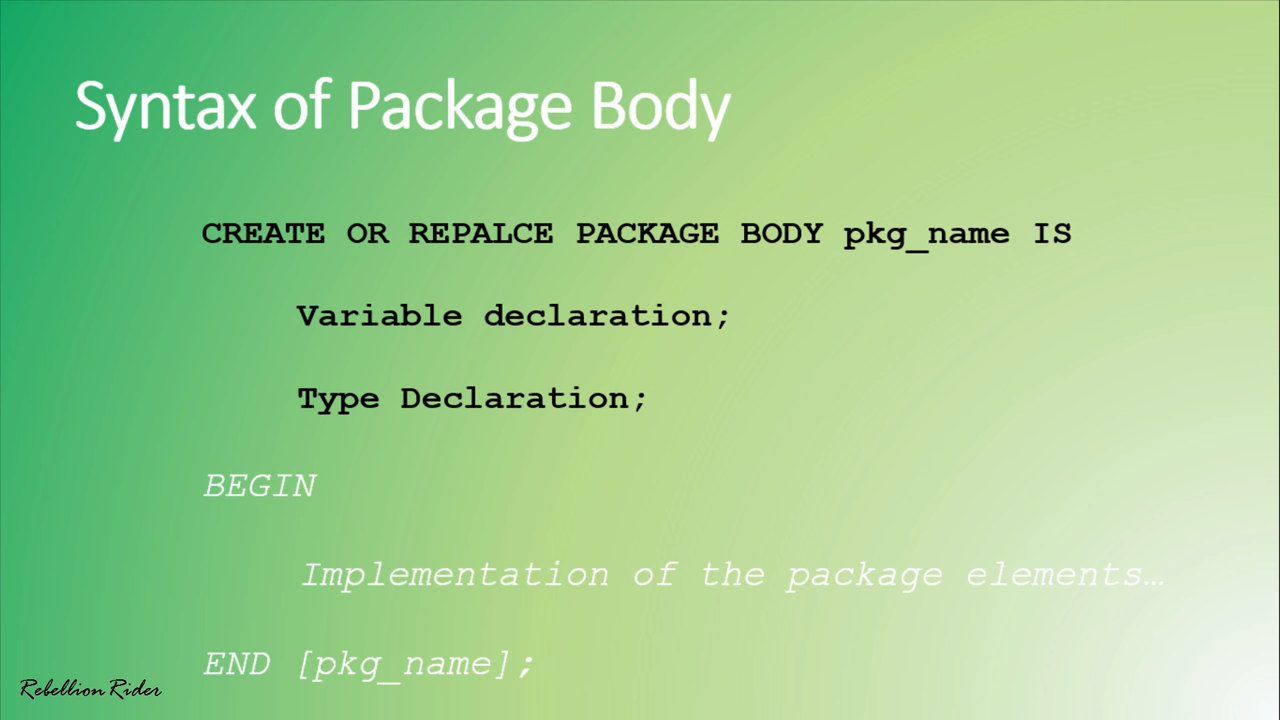 Syntax of Package Body
CREATE OR REPALCE PACKAGE BODY pkg_name IS
Variable declaration;
Type Declaration;
BEGIN
Implementation of the package elements…
END [pkg_name];
Rebellion Rider